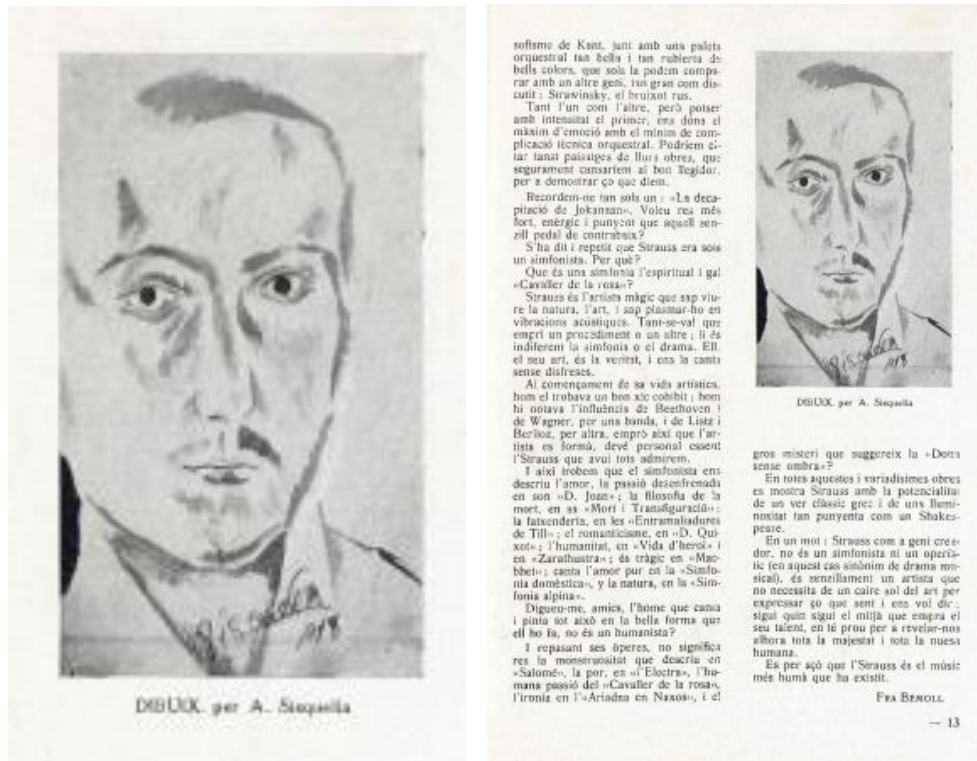 DIBUIX, per A. Sisquella
sofisme de Kant, junt amb una paleta
orquestral tan bella i tan rublerta de
bells colors, que sols la podem compa-
rar amb un altre geni, tan gran com dis-
cutit : Strawinsky, el bruixot rus.
Tant l'un com l'altre, però potser
amb intensitat el primer, ens dóna el
màxim d'emoció amb el mínim de com-
plicació tècnica orquestral. Podríem ci-
tar tanat paisatges de llurs obres, que
segurament cansaríem al bon llegidor,
per a demostrar ço que diem.
Recordem-ne tan sols un : «La deca-
pitació de Jokanaan». Voleu res més
fort, enèrgic i punyent que aquell sen-
zill pedal de contrabaix?
S'ha dit i repetit que Strauss era sols
un simfonista. Per què?
Que és una simfonia l'espiritual i gai
«Cavaller de la rosa»?
Strauss és l'artista màgic que sap viu-
re la natura, l'art, i sap plasmar-ho en
vibracions acústiques. Tant-se-val que
empri un procediment o un altre ; li és
indiferent la simfonia o el drama. Ell,
el seu art, és la veritat, i ens la canta
sense disfreses.
Al començament de sa vida artística,
hom el trobava un bon xic cohibit ; hom
hi notava l'influència de Beethoven i
de Wagner, per una banda, i de Listz i
Berlioz, per altra, emprò així que l'ar-
tista es formà, devé personal essent
l'Strauss que avui tots admirem.
I així trobem que el simfonista ens
descriu l'amor, la passió desenfrenada
en son «D. Joan» ; la filosofia de la
mort, en sa «Mort i Transfiguració» ;
la fatxenderia, en les «Entramaliadures
de Till» ; el romanticisme, en «D. Qui-
xot» ; l'humanitat, en «Vida d'heroi» i
en «Zarathustra» ; és tràgic en «Mac-
bhet» ; canta l'amor pur en la «Simfo-
nia domèstica», y la natura, en la «Sim-
fonia alpina».
Digueu-me, amics, l'home que canta
i pinta tot això en la bella forma que
ell ho fa, no és un humanista?
I repasant ses òperes, no significa
res la monstruositat que descriu en
«Salomé», la por, en «l'Electra», l'hu-
mana passió del «Cavaller de la rosa»,
l'ironia en l'«Ariadna en Naxos», i el
DIBUIX, per A. Sisquella
gros misteri que suggereix la «Dona
sense ombra»?
En totes aquestes i variadíssimes obres
es mostra Strauss amb la potencialitat
de un ver clàssic grec i de una llumi-
nositat tan punyenta com un Shakes-
peare.
En un mot : Strauss com a geni crea-
dor, no és un simfonista ni un operís-
tic (en aquest cas sinònim de drama mu-
sical), és senzillament un artista que
no necessita de un caire sol del art per
expressar ço que sent i ens vol dir ;
sigui quin sigui el mitjà que empra el
seu talent, en té prou per a revelar-nos
alhora tota la majestat i tota la nuesa
humana.
Es per açò que l'Strauss és el músic
més humà que ha existit.
FRA BEMOLL
— 13